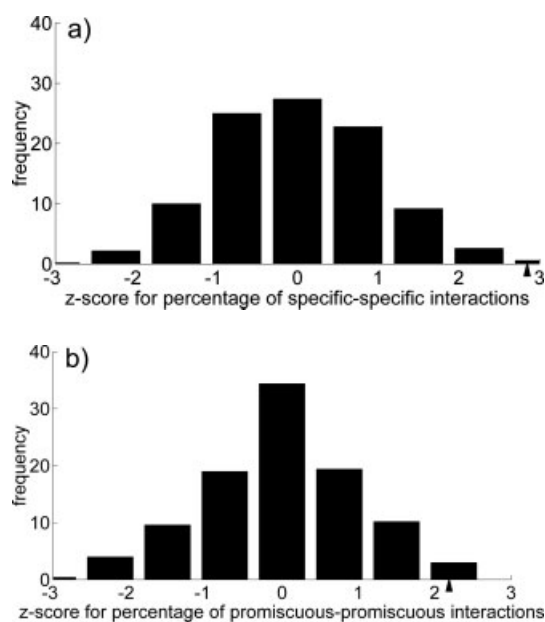 a)
40
30
20
10
0
frequency
-3 -2 -1 0 1 2 3
z-score for percentage of specific-specific interactions
b)
40
30
20
10
0
frequency
-3 -2 -1 0 1 2 3
z-score for percentage of promiscuous-promiscuous interactions